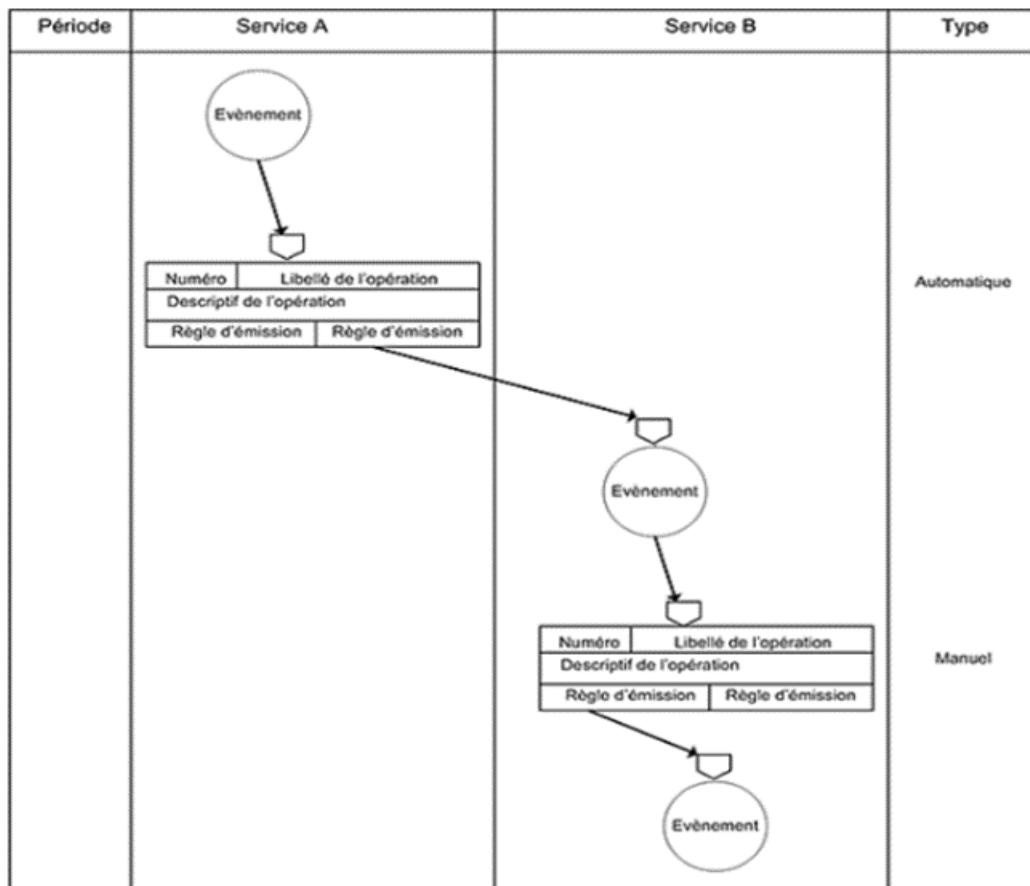 Période
Service A
Service B
Type
Evènement
Numéro
Libellé de l'opération
Descriptif de l'opération
Règle d'émission
Règle d'émission
Automatique
Evènement
Numéro
Libellé de l'opération
Descriptif de l'opération
Règle d'émission
Règle d'émission
Manuel
Evènement